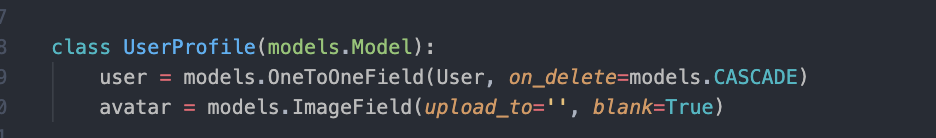 class UserProfile(models.Model):
user = models.OneToOneField(User, on_delete=models.CASCADE)
avatar = models.ImageField(upload_to='', blank=True)